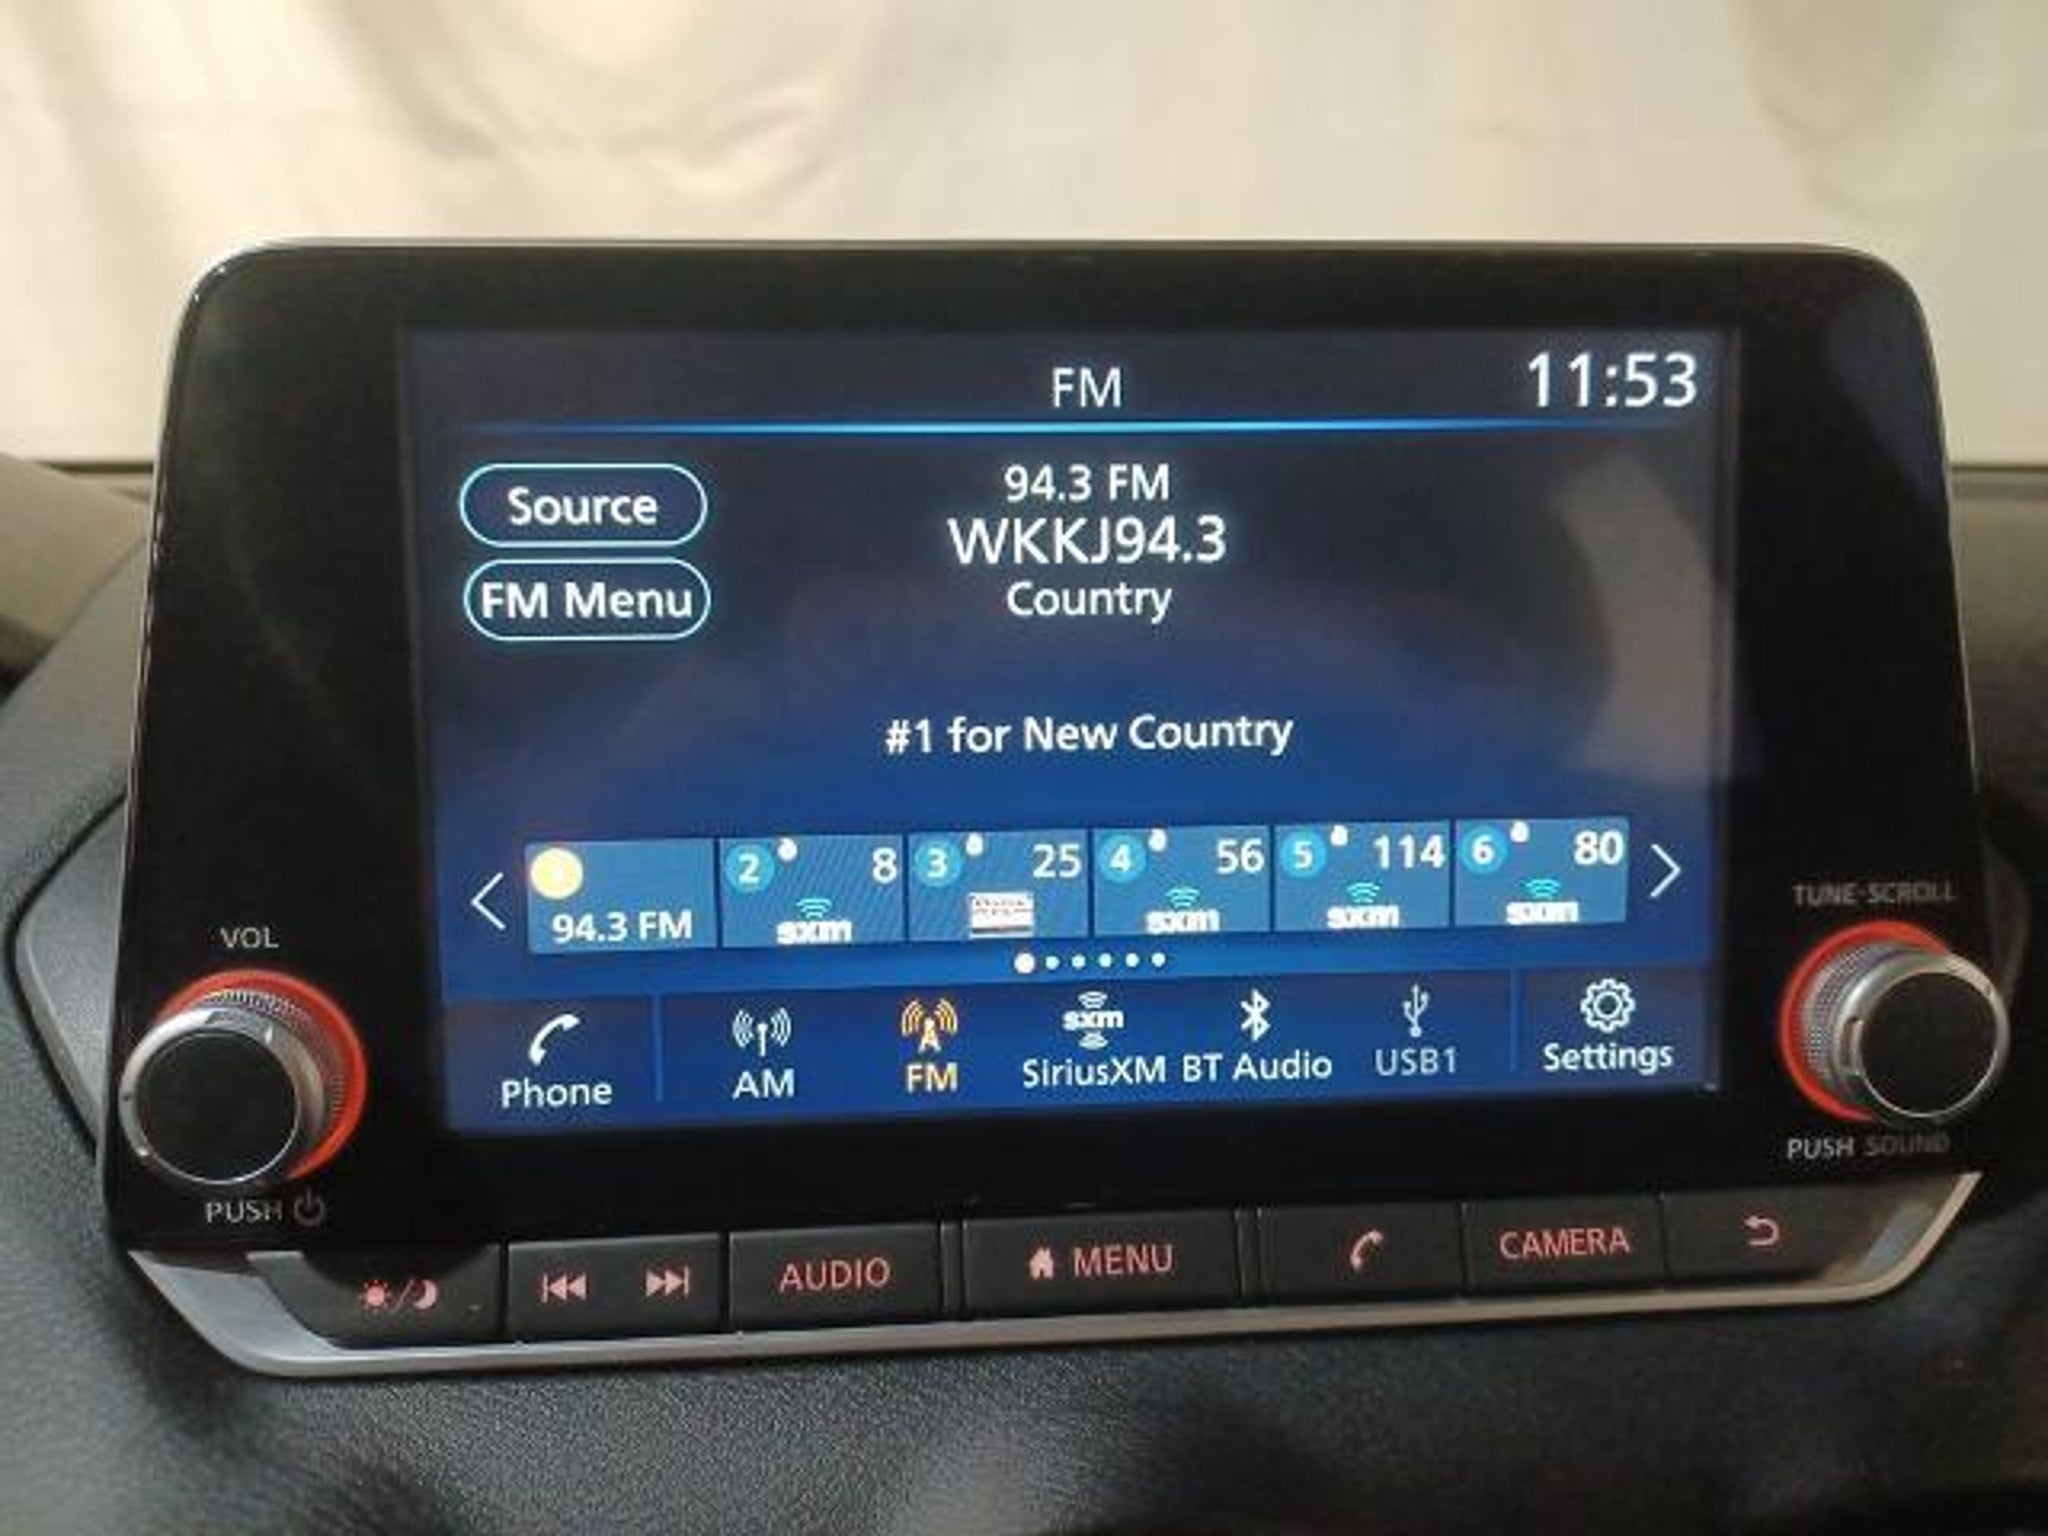 FM
11:53
Source
94.3 FM
WKKJ94.3
FM Menu
Country
#1 for New Country
94.3 FM
2 8
sxm
3 25
4 56
sxm
5 114
sxm
6 80
sxm
Phone
AM
FM
sxm
SiriusXM
BT Audio
USB1
Settings
VOL
PUSH
TUNE·SCROLL
PUSH SOUND
AUDIO
MENU
CAMERA